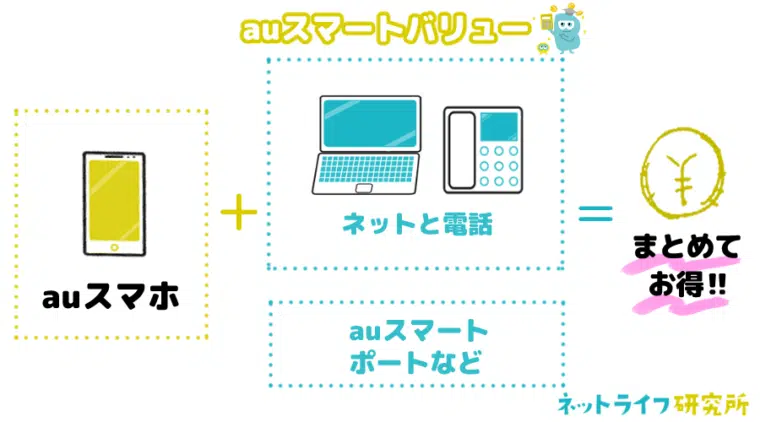 auスマートバリュー
auスマホ
+
ネットと電話
auスマート
ポートなど
=
¥
まとめて
お得!!
ネットライフ研究所